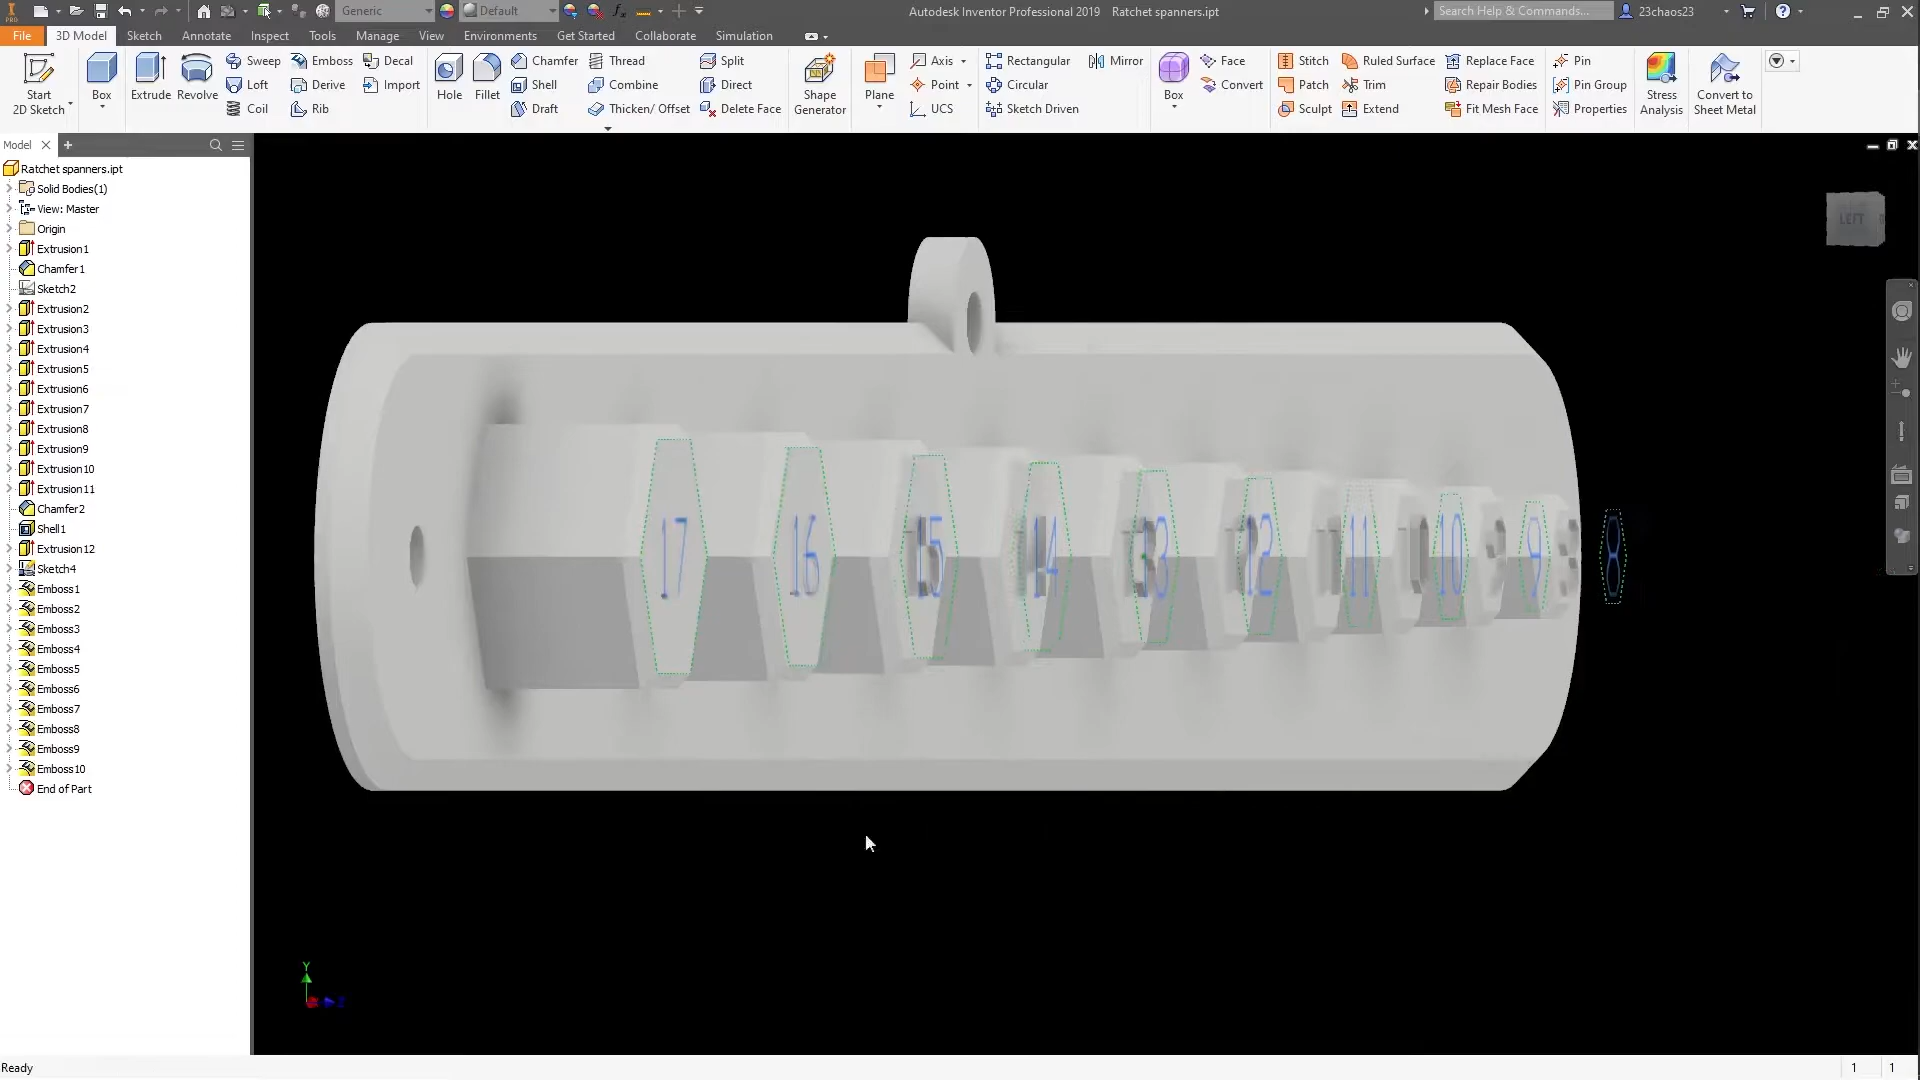 PRO
Generic
Default
fx
Autodesk Inventor Professional 2019 Ratchet spanners.ipt
Search Help & Commands...
23chaos23
File 3D Model Sketch Annotate Inspect Tools Manage View Environments Get Started Collaborate Simulation
Start
2D Sketch
Box
Extrude
Revolve
Sweep
Loft
Coil
Emboss
Derive
Rib
Decal
Import
Hole
Fillet
Chamfer
Shell
Draft
Thread
Combine
Thicken/ Offset
Split
Direct
Delete Face
Shape
Generator
Plane
Axis
Point
UCS
Rectangular
Circular
Sketch Driven
Mirror
Box
Face
Convert
Stitch
Patch
Sculpt
Ruled Surface
Trim
Extend
Replace Face
Repair Bodies
Fit Mesh Face
Pin
Pin Group
Properties
Stress
Analysis
Convert to
Sheet Metal
Model
Ratchet spanners.ipt
Solid Bodies(1)
View: Master
Origin
Extrusion1
Chamfer1
Sketch2
Extrusion2
Extrusion3
Extrusion4
Extrusion5
Extrusion6
Extrusion7
Extrusion8
Extrusion9
Extrusion10
Extrusion11
Chamfer2
Shell1
Extrusion12
Sketch4
Emboss1
Emboss2
Emboss3
Emboss4
Emboss5
Emboss6
Emboss7
Emboss8
Emboss9
Emboss10
End of Part
LEFT
17 16 15 14 13 12 11 10 9 8
Y
Z
Ready
1 1